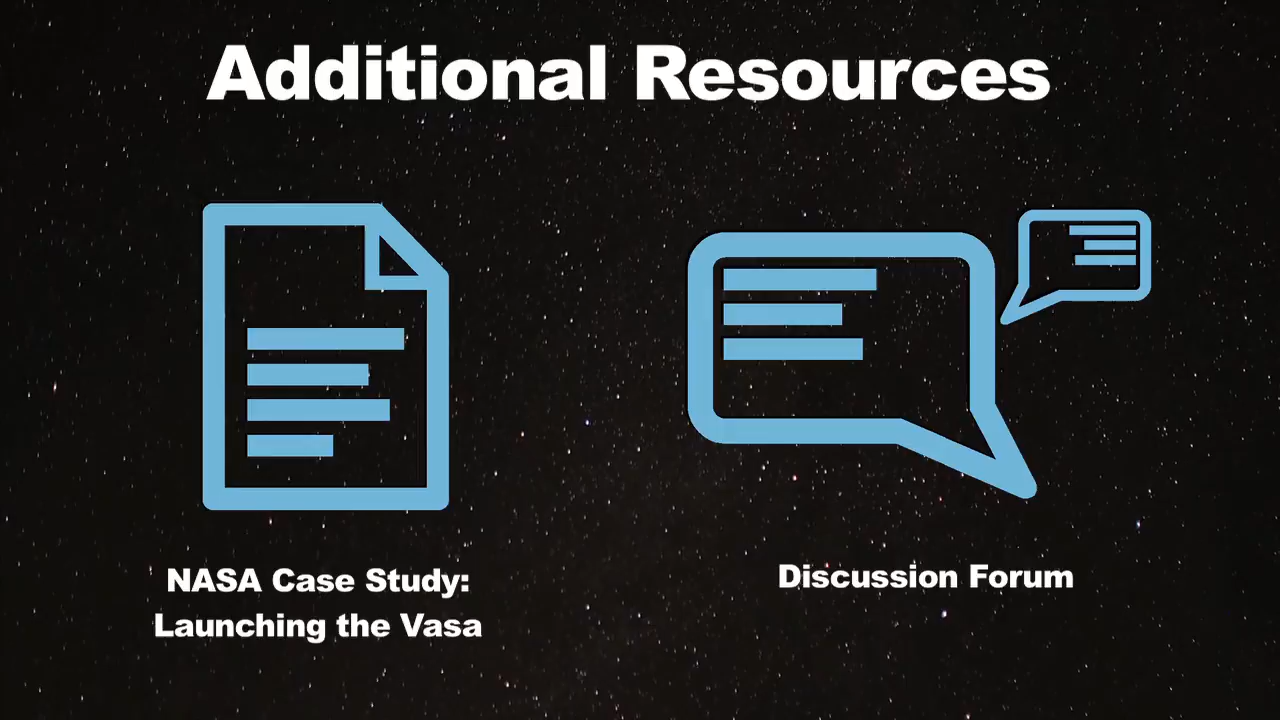 Additional Resources
NASA Case Study:
Launching the Vasa
Discussion Forum